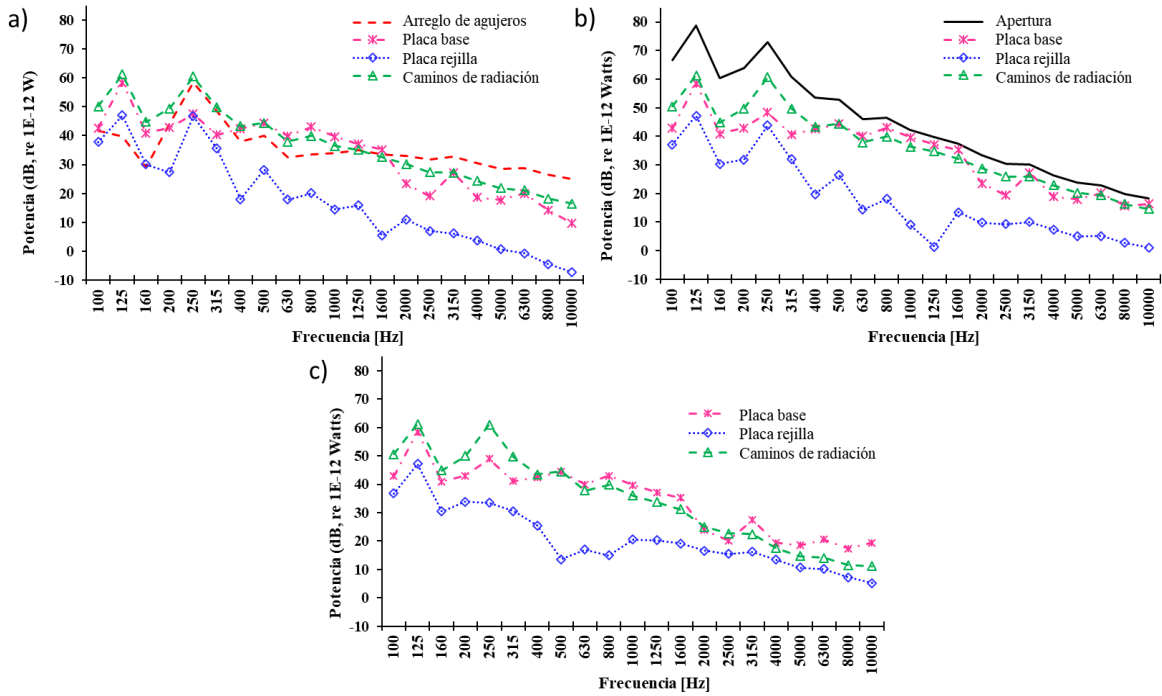 a)
Potencia (dB, re 1E-12 W)
80
70
60
50
40
30
20
10
0
-10
Arreglo de agujeros
Placa base
Placa rejilla
Caminos de radiación
100 125 160 200 250 315 400 500 630 800 1000 1250 1600 2000 2500 3150 4000 5000 6300 8000 10000
Frecuencia [Hz]
b)
Potencia (dB, re 1E-12 Watts)
80
70
60
50
40
30
20
10
0
-10
Apertura
Placa base
Placa rejilla
Caminos de radiación
100 125 160 200 250 315 400 500 630 800 1000 1250 1600 2000 2500 3150 4000 5000 6300 8000 10000
Frecuencia [Hz]
c)
Potencia (dB, re 1E-12 Watts)
80
70
60
50
40
30
20
10
0
-10
Placa base
Placa rejilla
Caminos de radiación
100 125 160 200 250 315 400 500 630 800 1000 1250 1600 2000 2500 3150 4000 5000 6300 8000 10000
Frecuencia [Hz]